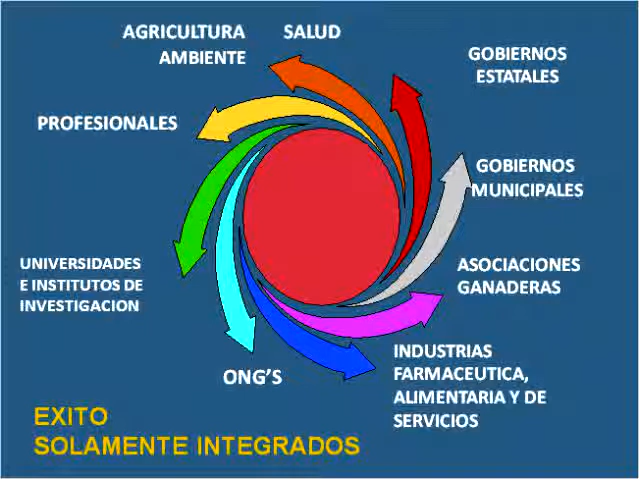 AGRICULTURA SALUD
AMBIENTE
GOBIERNOS
ESTATALES
PROFESIONALES
GOBIERNOS
MUNICIPALES
UNIVERSIDADES
E INSTITUTOS DE
INVESTIGACION
ASOCIACIONES
GANADERAS
ONG'S
INDUSTRIAS
FARMACEUTICA,
ALIMENTARIA Y DE
SERVICIOS
EXITO
SOLAMENTE INTEGRADOS